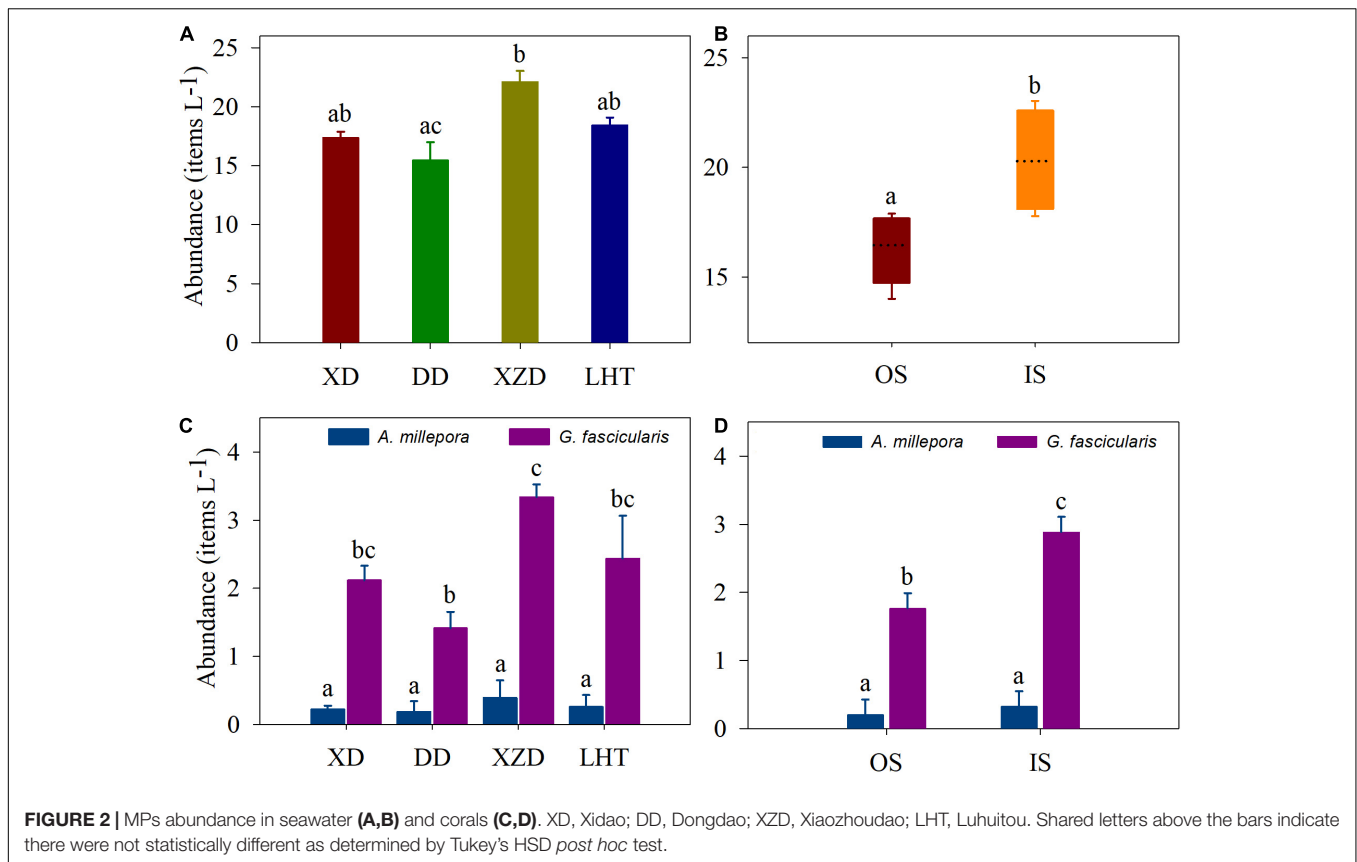 A
Abundance (items L-1)
25
20
15
10
5
0
ab
ac
b
ab
XD DD XZD LHT
B
25
20
15
a
b
OS IS
C
A. millepora G. fascicularis
Abundance (items L-1)
4
3
2
1
0
a bc a b a c a bc
XD DD XZD LHT
D
A. millepora G. fascicularis
4
3
2
1
0
a b a c
OS IS
FIGURE 2 | MPs abundance in seawater (A,B) and corals (C,D). XD, Xidao; DD, Dongdao; XZD, Xiaozhoudao; LHT, Luhuitou. Shared letters above the bars indicate
there were not statistically different as determined by Tukey's HSD post hoc test.